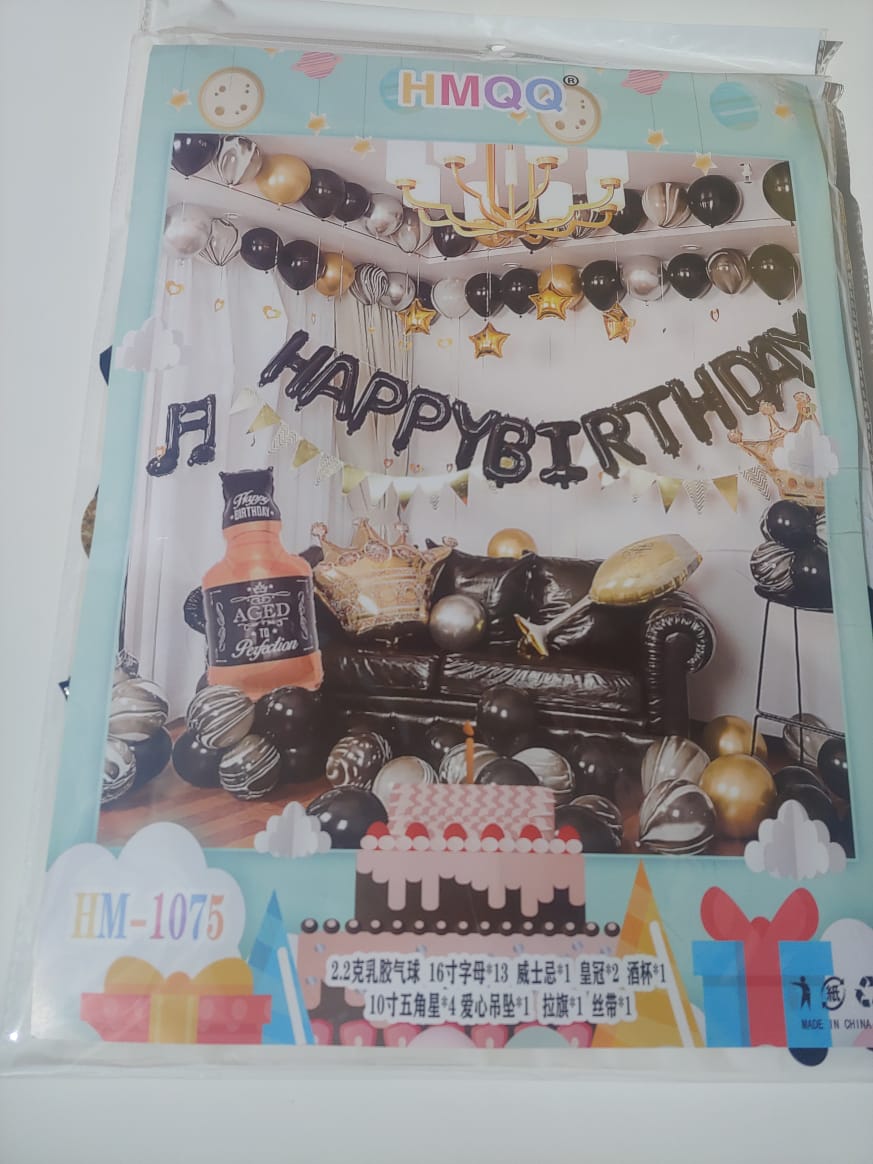 HMQQ®
HAPPYBIRTHDAY
Happy
BIRTHDAY
AGED
TO
Perfection
HM-1075
2.2克乳胶气球 16寸字母*13 威士忌*1 皇冠*2 酒杯*1
10寸五角星*4 爱心吊坠*1 拉旗*1 丝带*1
紙
MADE IN CHINA